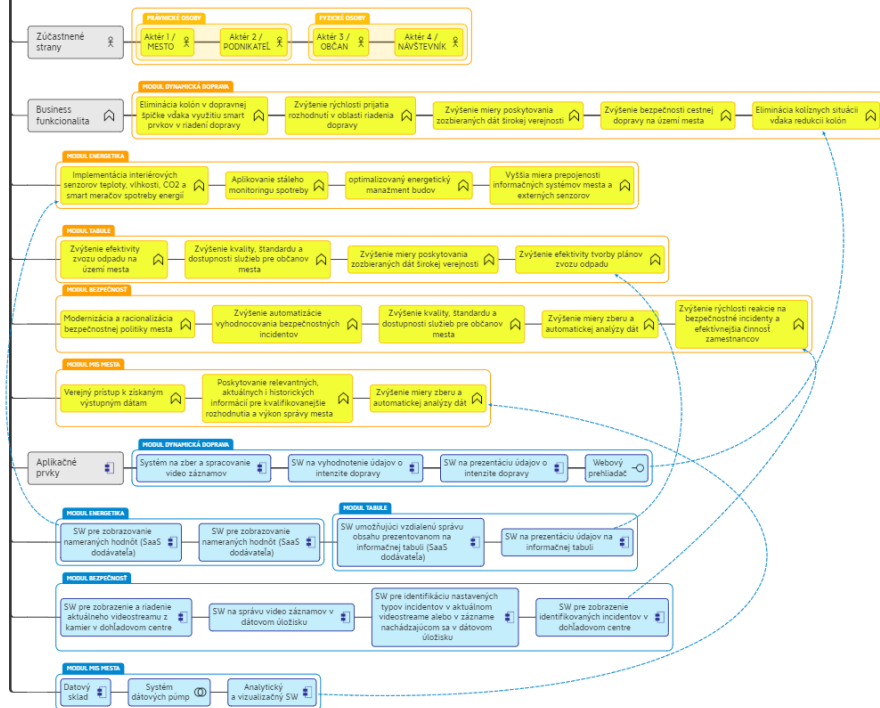 PRÁVNICKÉ OSOBY
FYZICKÉ OSOBY
Zúčastnené
strany
Aktér 1 /
MESTO
Aktér 2 /
PODNIKATEĽ
Aktér 3 /
OBČAN
Aktér 4 /
NÁVŠTEVNÍK
MODUL DYNAMICKÁ DOPRAVA
Business
funkcionalita
Eliminácia kolón v dopravnej
špičke vďaka využitiu smart
prvkov v riadení dopravy
Zvýšenie rýchlosti prijatia
rozhodnutí v oblasti riadenia
dopravy
Zvýšenie miery poskytovania
zozbieraných dát širokej verejnosti
Zvýšenie bezpečnosti cestnej
dopravy na území mesta
Eliminácia kolíznych situácií
vďaka redukcii kolón
MODUL ENERGETIKA
Implementácia interiérových
senzorov teploty, vlhkosti, CO2 a
smart meračov spotreby energií
Aplikovanie stáleho
monitoringu spotreby
optimalizovaný energetický
manažment budov
Vyššia miera prepojenosti
informačných systémov mesta a
externých senzorov
MODUL TABULE
Zvýšenie efektivity
zvozu odpadu na
území mesta
Zvýšenie kvality, štandardu a
dostupnosti služieb pre občanov
mesta
Zvýšenie miery poskytovania
zozbieraných dát širokej verejnosti
Zvýšenie efektivity tvorby plánov
zvozu odpadu
MODUL BEZPEČNOSŤ
Modernizácia a racionalizácia
bezpečnostnej politiky mesta
Zvýšenie automatizácie
vyhodnocovania bezpečnostných
incidentov
Zvýšenie kvality, štandardu a
dostupnosti služieb pre občanov
mesta
Zvýšenie miery zberu a
automatickej analýzy dát
Zvýšenie rýchlosti reakcie na
bezpečnostné incidenty a
efektívnejšia činnosť
zamestnancov
MODUL MIS MESTA
Verejný prístup k získaným
výstupným dátam
Poskytovanie relevantných,
aktuálnych i historických
informácií pre kvalifikovanejšie
rozhodnutia a výkon správy mesta
Zvýšenie miery zberu a
automatickej analýzy dát
MODUL DYNAMICKÁ DOPRAVA
Aplikačné
prvky
Systém na zber a spracovanie
video záznamov
SW na vyhodnotenie údajov o
intenzite dopravy
SW na prezentáciu údajov o
intenzite dopravy
Webový
prehliadač
MODUL ENERGETIKA
SW pre zobrazovanie
nameraných hodnôt (SaaS
dodávateľa)
SW pre zobrazovanie
nameraných hodnôt (SaaS
dodávateľa)
MODUL TABULE
SW umožňujúci vzdialenú správu
obsahu prezentovanom na
informačnej tabuli (SaaS
dodávateľa)
SW na prezentáciu údajov na
informačnej tabuli
MODUL BEZPEČNOSŤ
SW pre zobrazenie a riadenie
aktuálneho videostreamu z
kamier v dohľadovom centre
SW na správu video záznamov v
dátovom úložisku
SW pre identifikáciu nastavených
typov incidentov v aktuálnom
videostreame alebo v zázname
nachádzajúcom sa v dátovom
úložisku
SW pre zobrazenie
identifikovaných incidentov v
dohľadovom centre
MODUL MIS MESTA
Datový
sklad
Systém
dátových púmp
Analytický
a vizualizačný SW